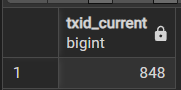 txid_current
bigint
1 848